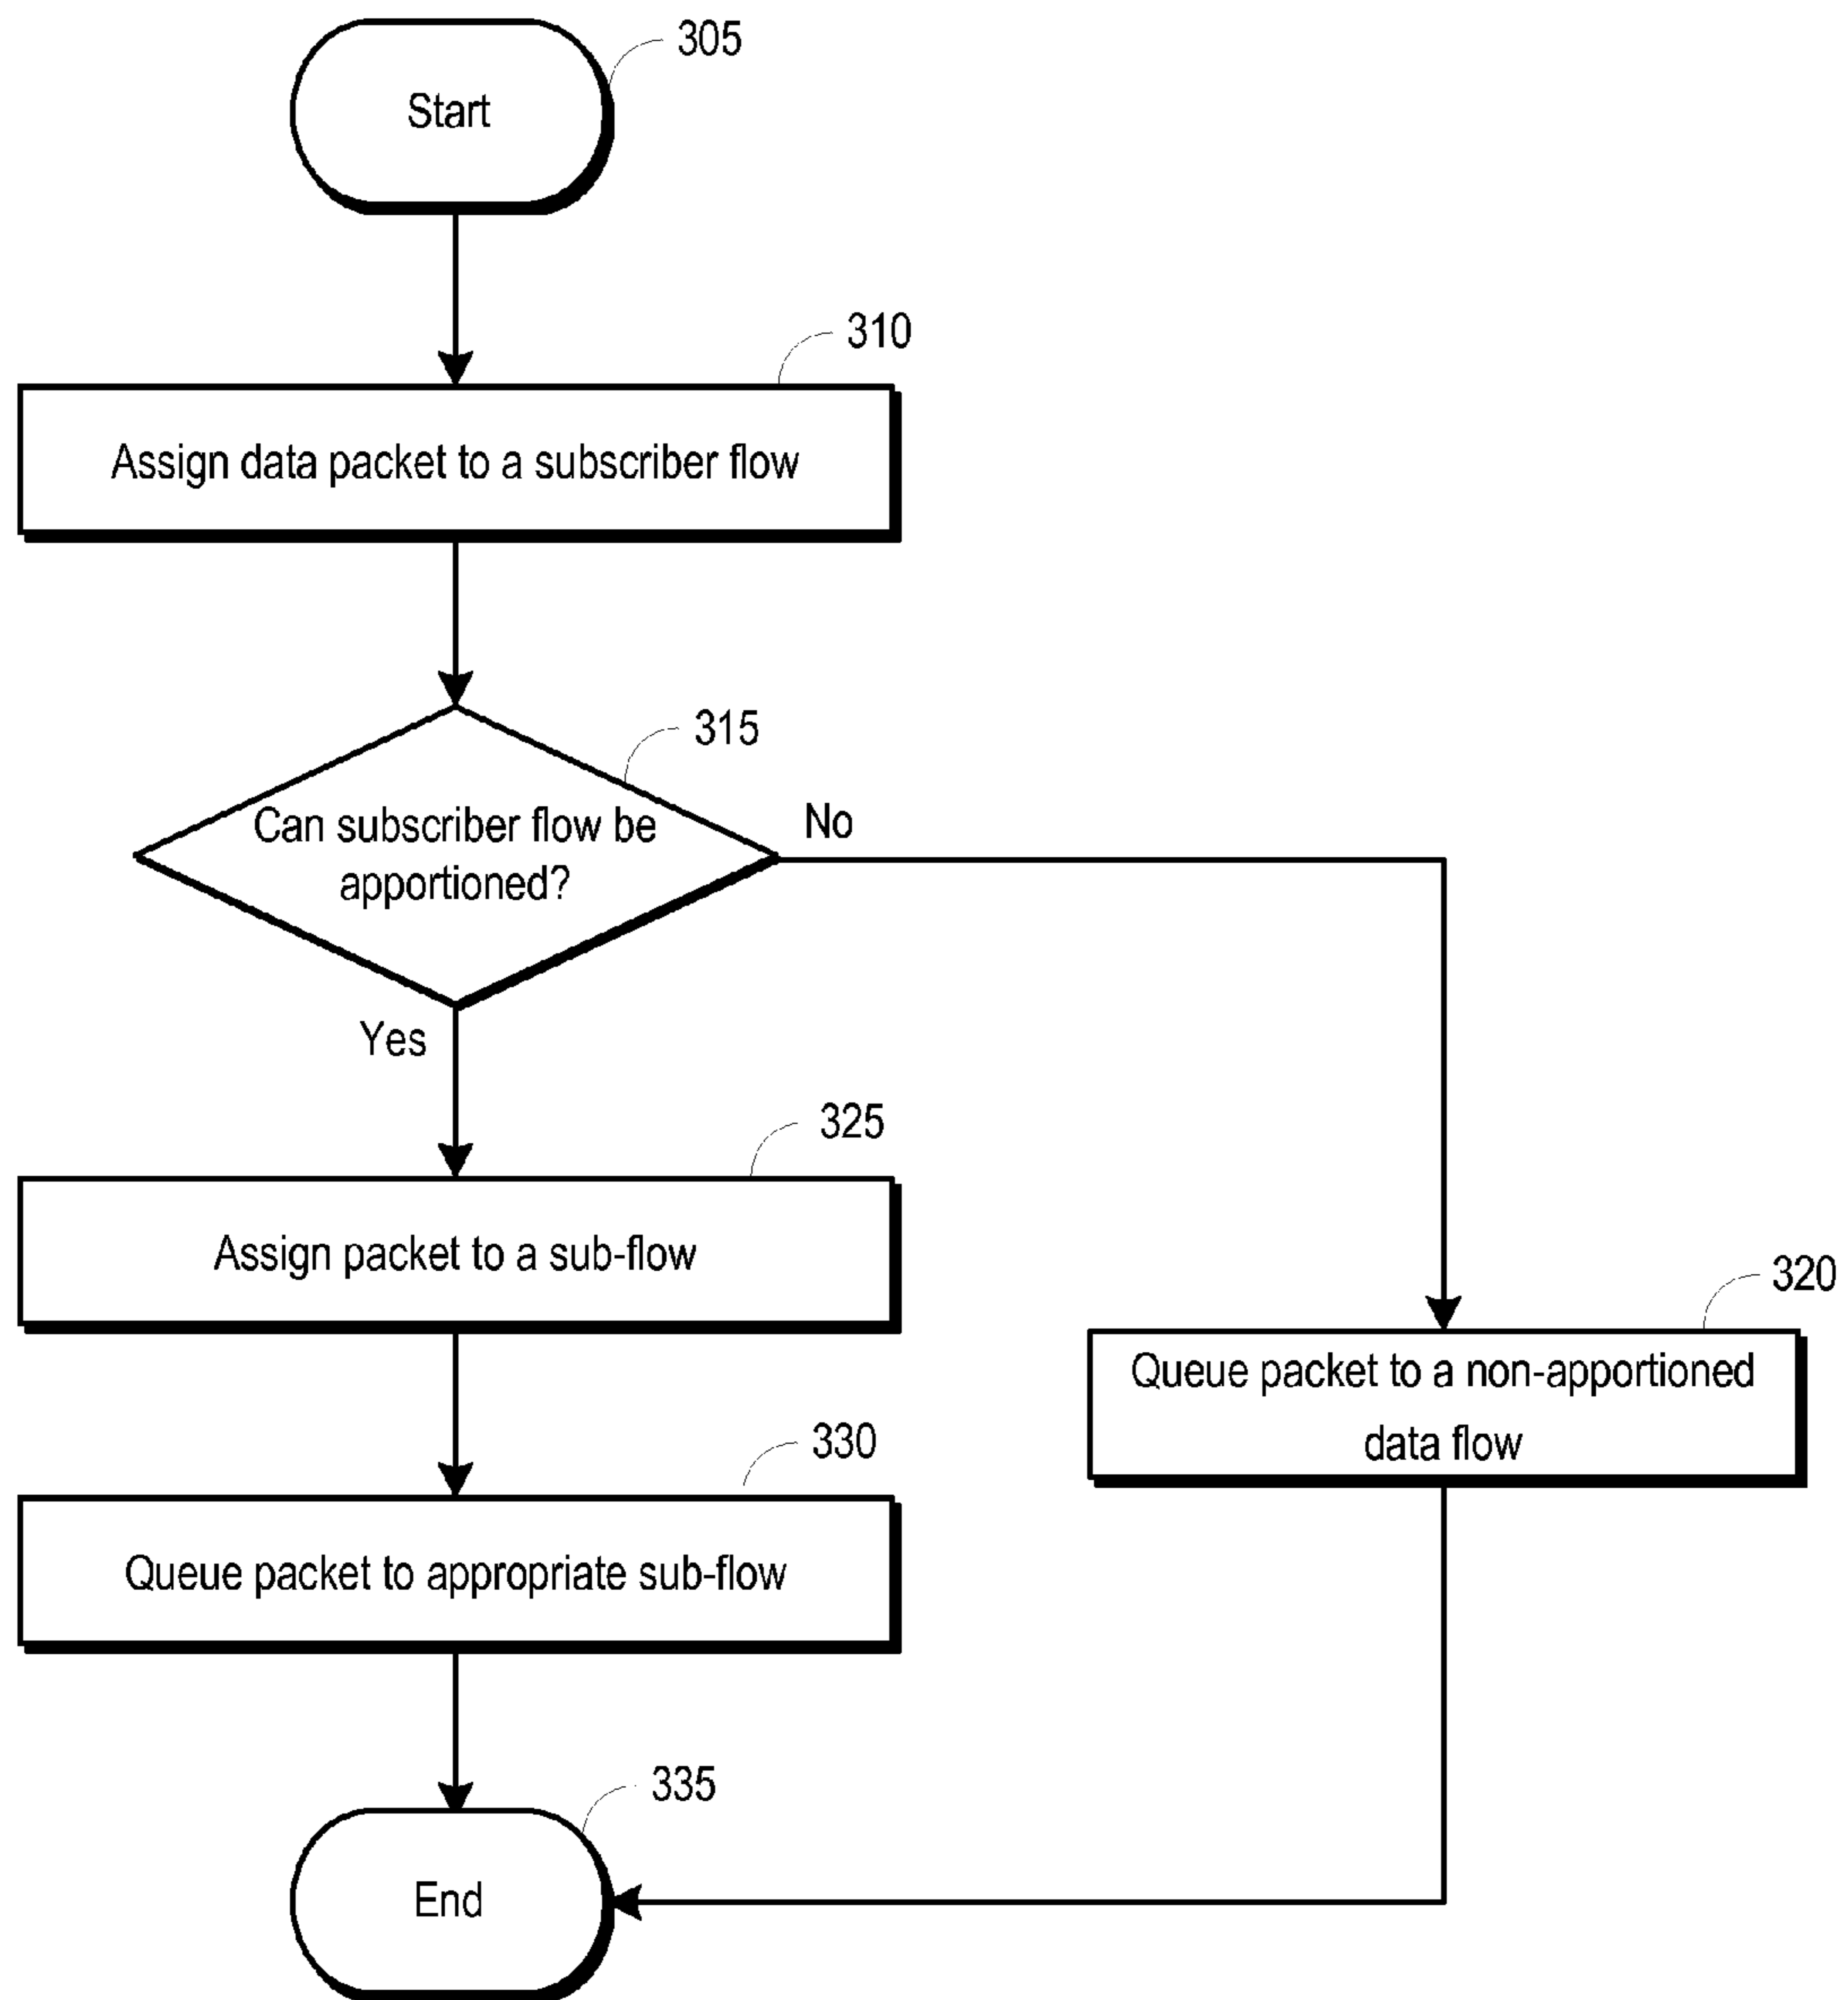 305
Start
310
Assign data packet to a subscriber flow
315
Can subscriber flow be
apportioned?
No
Yes
325
Assign packet to a sub-flow
320
Queue packet to a non-apportioned
data flow
330
Queue packet to appropriate sub-flow
335
End